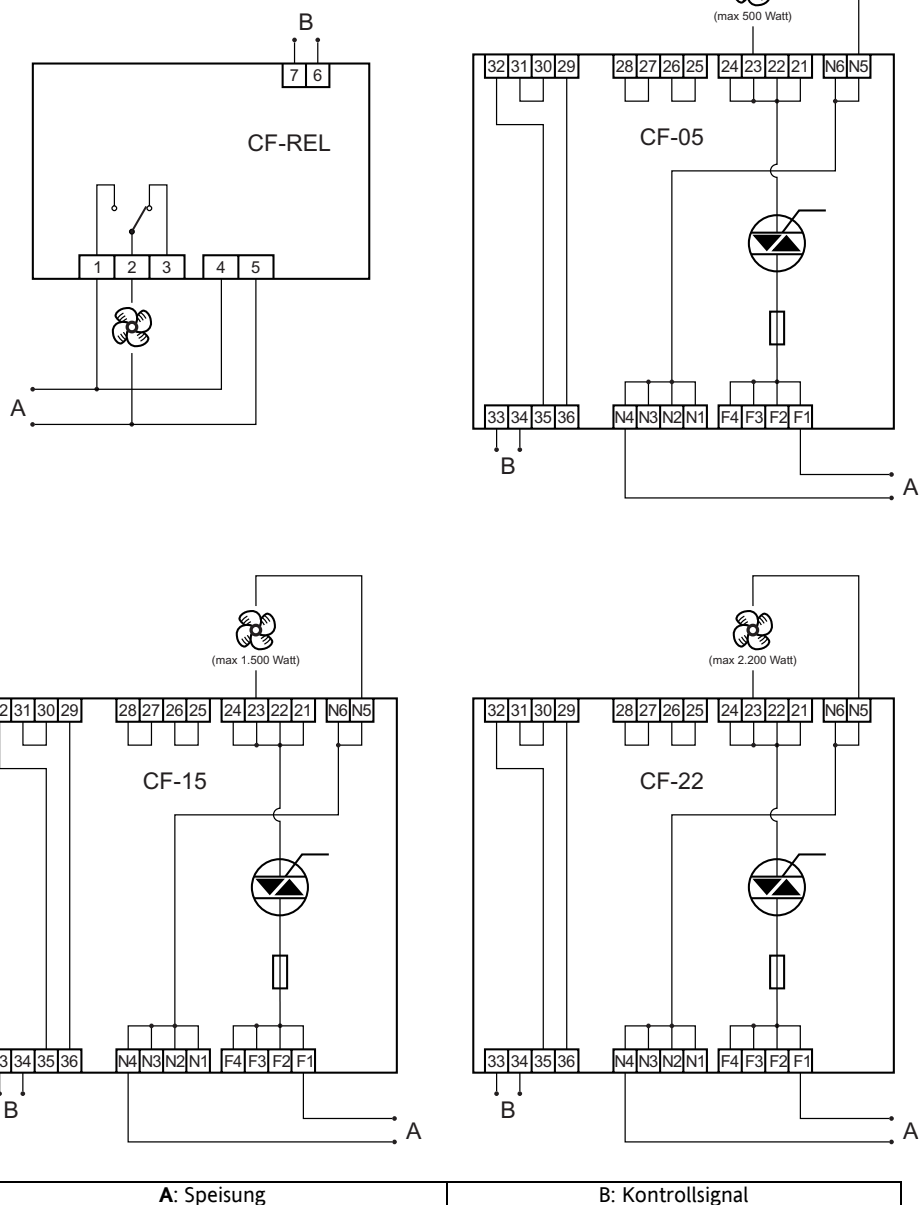 B
7 6
CF-REL
1 2 3 4 5
A
(max 500 Watt)
32 31 30 29 28 27 26 25 24 23 22 21 N6 N5
CF-05
33 34 35 36 N4 N3 N2 N1 F4 F3 F2 F1
B
A
(max 1.500 Watt)
2 31 30 29 28 27 26 25 24 23 22 21 N6 N5
CF-15
3 34 35 36 N4 N3 N2 N1 F4 F3 F2 F1
B
A
(max 2.200 Watt)
32 31 30 29 28 27 26 25 24 23 22 21 N6 N5
CF-22
33 34 35 36 N4 N3 N2 N1 F4 F3 F2 F1
B
A
A: Speisung
B: Kontrollsignal